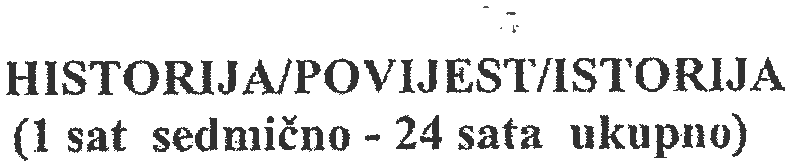 HISTORIJA/POVIJEST/ISTORIJA
(1 sat sedmično - 24 sata ukupno)